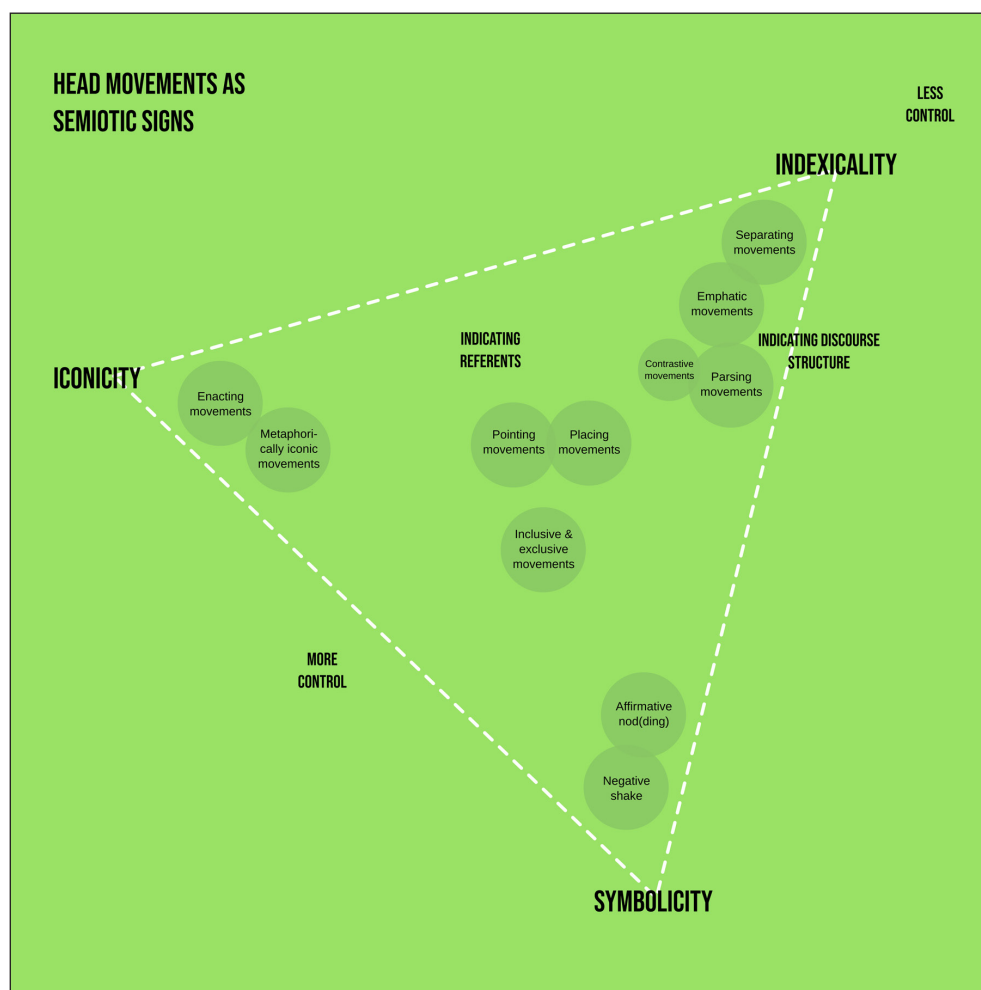 HEAD MOVEMENTS AS
SEMIOTIC SIGNS
LESS
CONTROL
INDEXICALITY
Separating
movements
Emphatic
movements
INDICATING
REFERENTS
INDICATING DISCOURSE
STRUCTURE
Contrastive
movements
Parsing
movements
ICONICITY
Enacting
movements
Metaphori-
cally iconic
movements
Pointing
movements
Placing
movements
Inclusive &
exclusive
movements
MORE
CONTROL
Affirmative
nod(ding)
Negative
shake
SYMBOLICITY